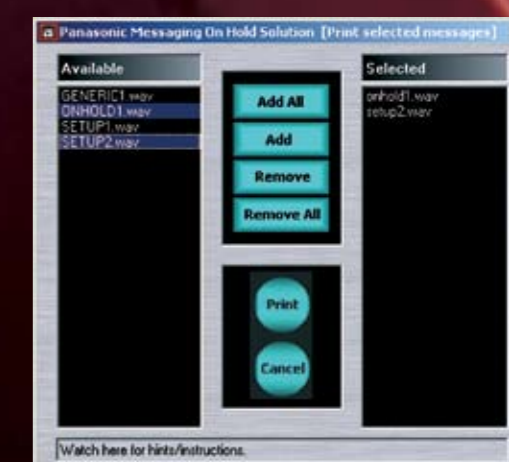 Panasonic Messaging On Hold Solution [Print selected messages]
Available
GENERIC1.wav
ONHOLD1.wav
SETUP1.wav
SETUP2.wav
Add All
Add
Remove
Remove All
Print
Cancel
Selected
onhold1.wav
setup2.wav
Watch here for hints/instructions.